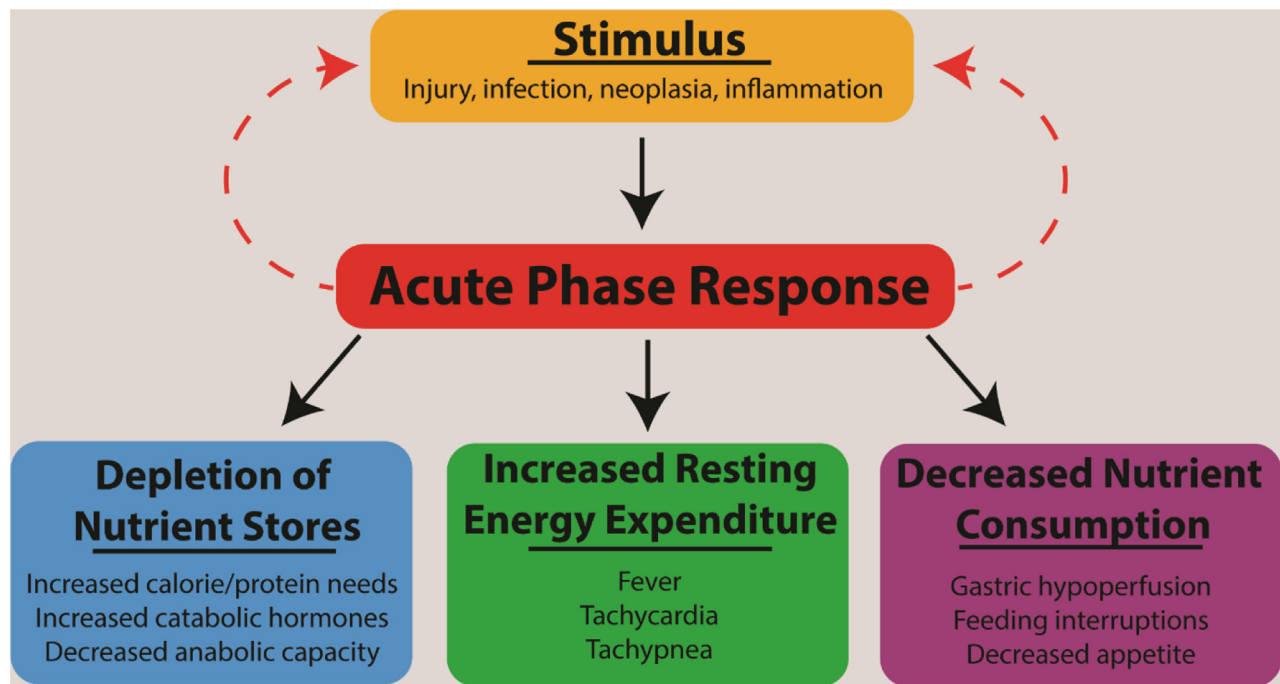 Stimulus
Injury, infection, neoplasia, inflammation
Acute Phase Response
Depletion of
Nutrient Stores
Increased calorie/protein needs
Increased catabolic hormones
Decreased anabolic capacity
Increased Resting
Energy Expenditure
Fever
Tachycardia
Tachypnea
Decreased Nutrient
Consumption
Gastric hypoperfusion
Feeding interruptions
Decreased appetite